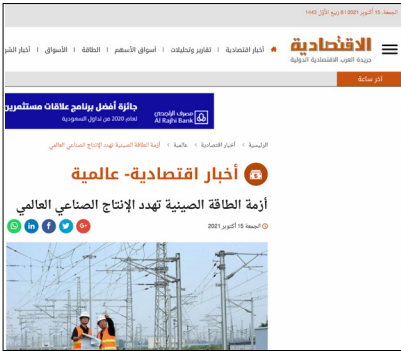 الجمعة، 15 أكتوبر 2021 | 8 ربيع الأول 1443
الاقتصادية
جريدة العرب الاقتصادية الدولية
أخبار اقتصادية | تقارير وتحليلات | أسواق الأسهم | الطاقة | الأسواق | أخبار الشر
آخر ساعة
جائزة أفضل برنامج علاقات مستثمرين
لعام 2020 من تداول السعودية
مصرف الراجحي
Al Rajhi Bank
الرئيسية > أخبار اقتصادية > عالمية > أزمة الطاقة الصينية تهدد الإنتاج الصناعي العالمي
أخبار اقتصادية- عالمية
أزمة الطاقة الصينية تهدد الإنتاج الصناعي العالمي
الجمعة 15 أكتوبر 2021